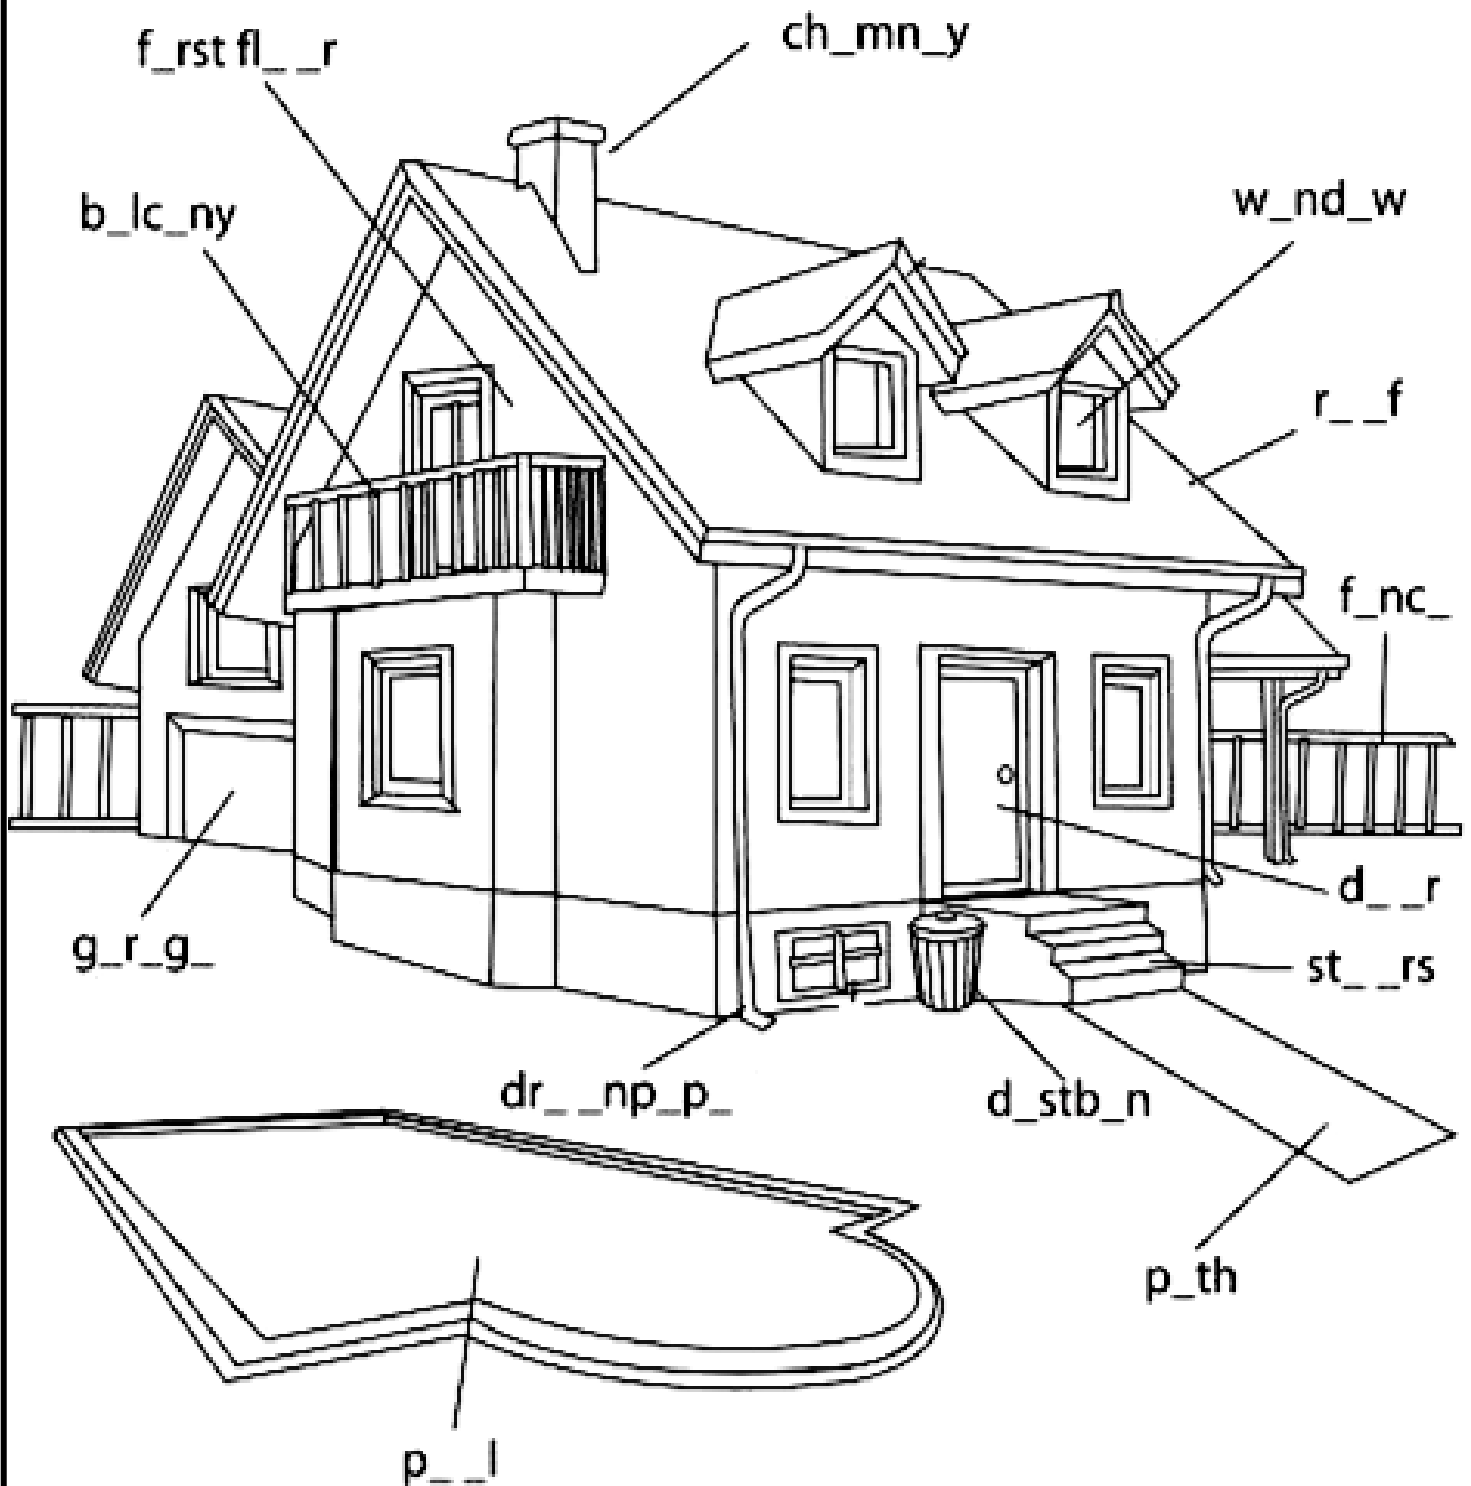 ch_mn_y
f_rst fl_ _r
w_nd_w
b_lc_ny
r_ _f
f_nc_
d_ _r
g_r_g_
st_ _rs
dr_ _np_p_
d_stb_n
p_th
p_ _l